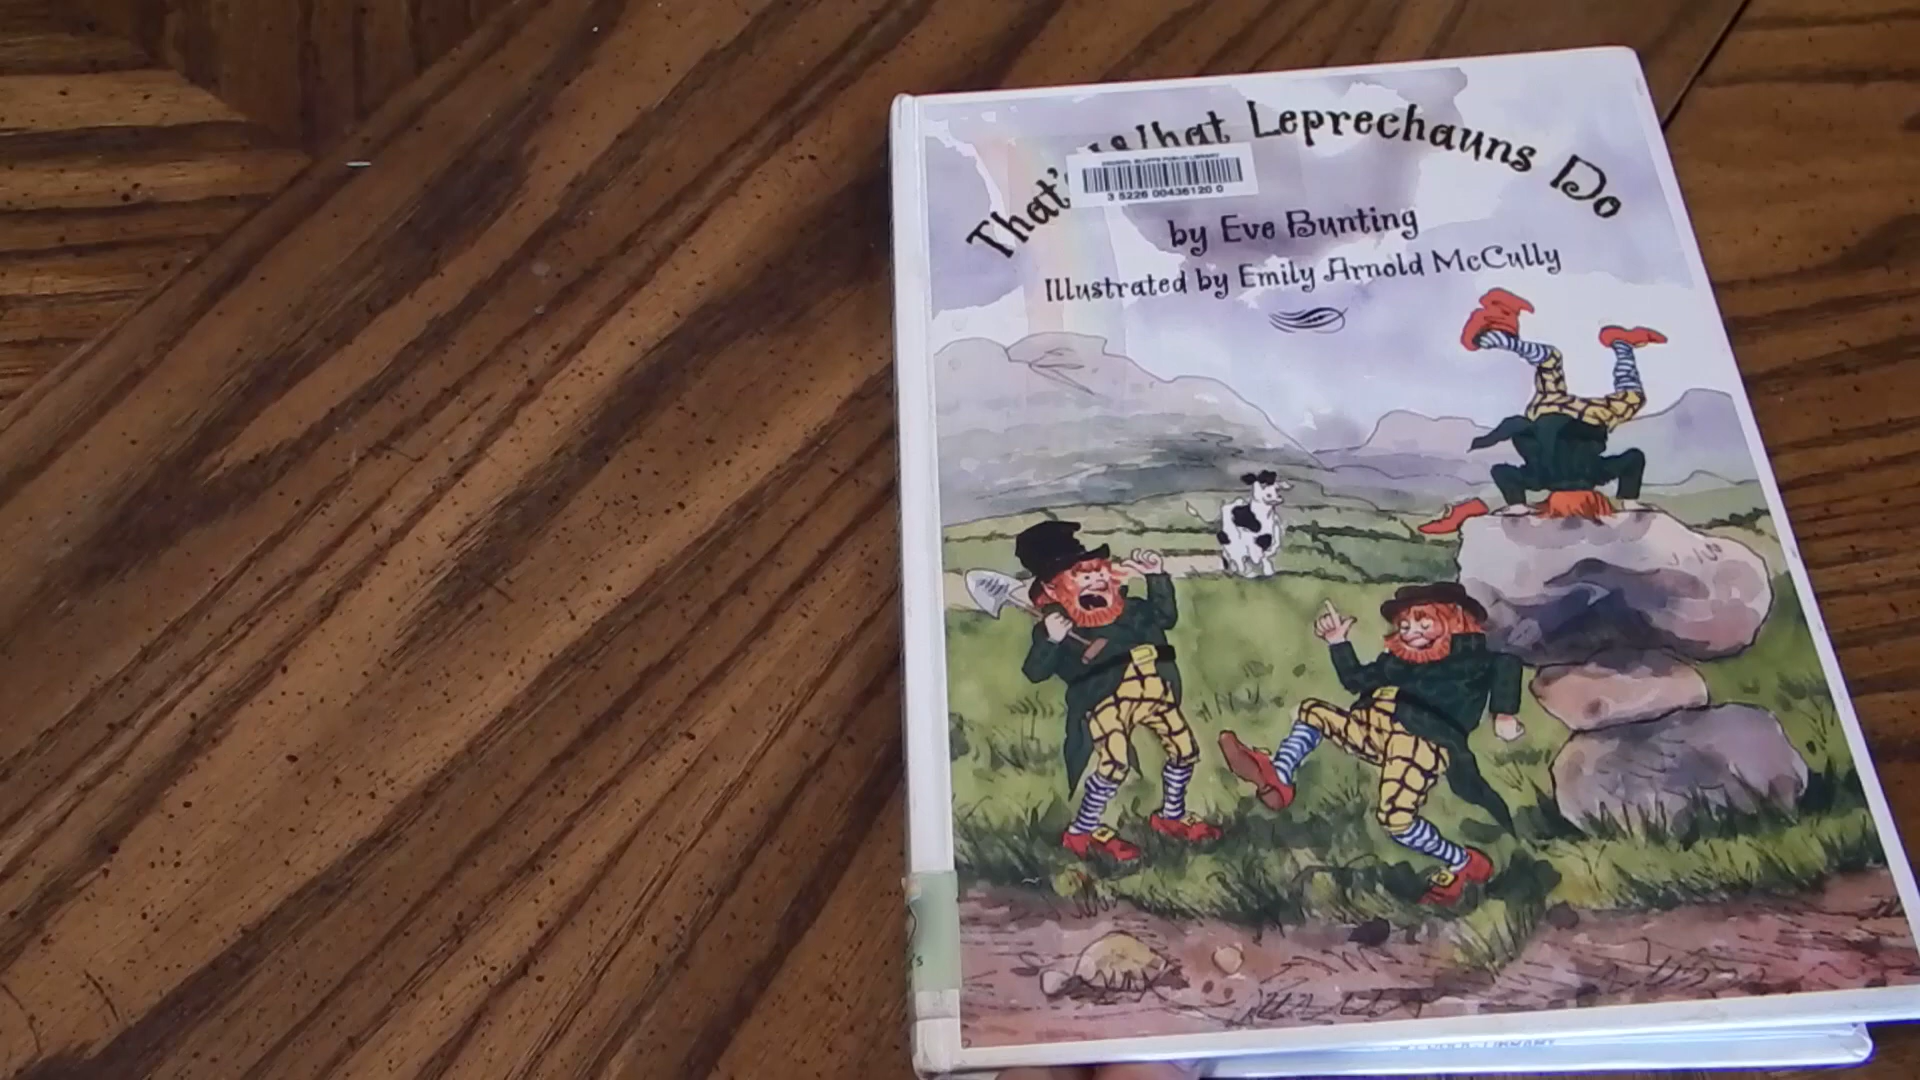 That's What Leprechauns Do
3 5226 00436120 0
by Eve Bunting
Illustrated by Emily Arnold McCully